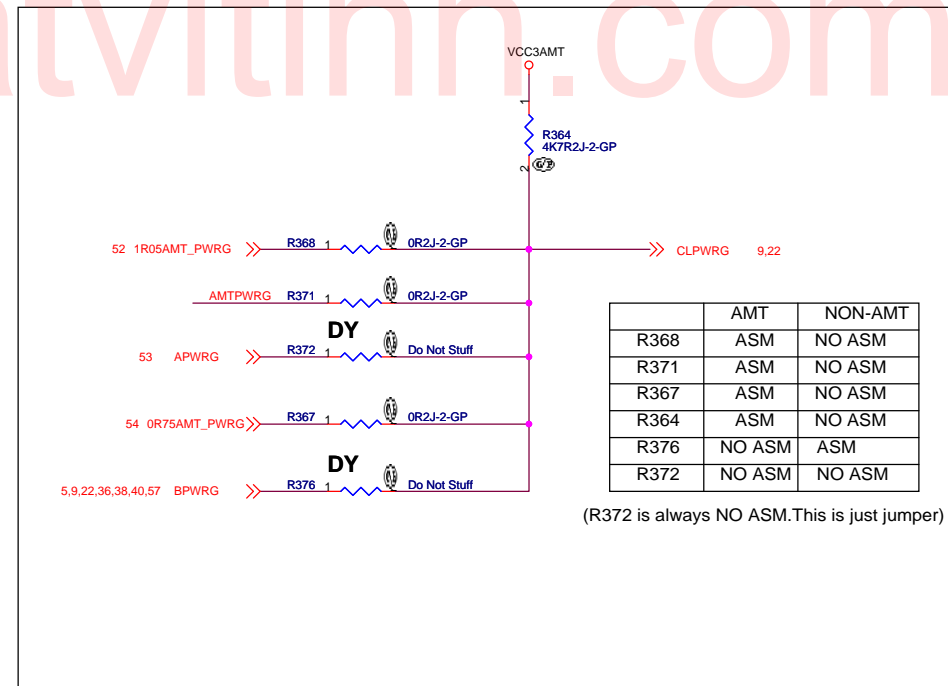 atvitinn.com
VCC3AMT
1
R364
4K7R2J-2-GP
2
52 1R05AMT_PWRG R368 1 0R2J-2-GP CLPWRG 9,22
AMTPWRG R371 1 0R2J-2-GP
DY
53 APWRG R372 1 Do Not Stuff
54 0R75AMT_PWRG R367 1 0R2J-2-GP
DY
5,9,22,36,38,40,57 BPWRG R376 1 Do Not Stuff
AMT NON-AMT
R368 ASM NO ASM
R371 ASM NO ASM
R367 ASM NO ASM
R364 ASM NO ASM
R376 NO ASM ASM
R372 NO ASM NO ASM
(R372 is always NO ASM.This is just jumper)